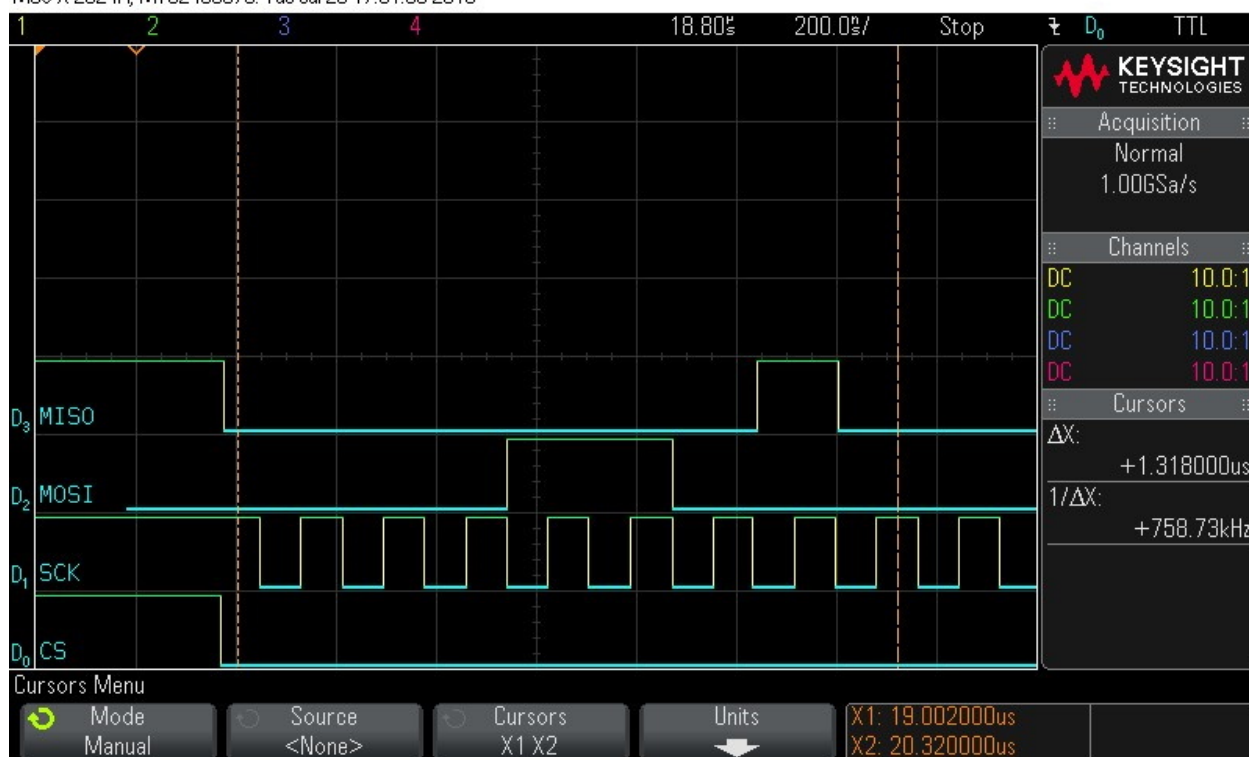 1 2 3 4 18.80µs 200.0ns/ Stop D0 TTL
KEYSIGHT
TECHNOLOGIES
Acquisition
Normal
1.00GSa/s
Channels
DC 10.0:1
DC 10.0:1
DC 10.0:1
DC 10.0:1
Cursors
ΔX:
+1.318000us
1/ΔX:
+758.73kHz
D3 MISO
D2 MOSI
D1 SCK
D0 CS
Cursors Menu
Mode
Manual
Source
<None>
Cursors
X1 X2
Units
X1: 19.002000us
X2: 20.320000us